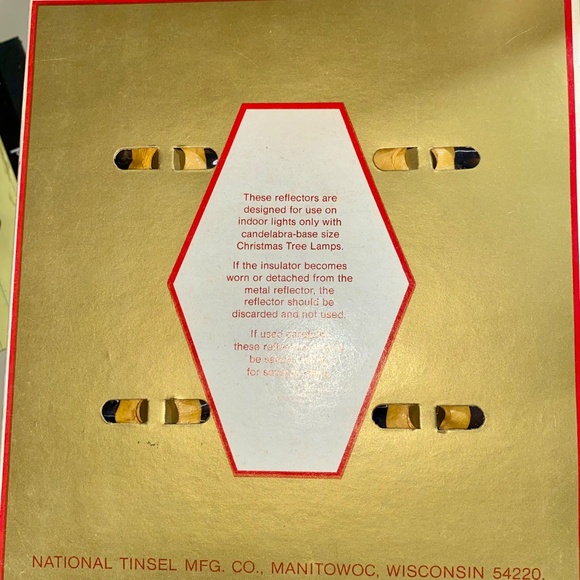 These reflectors are
designed for use on
indoor lights only with
candelabra-base size
Christmas Tree Lamps.
If the insulator becomes
worn or detached from the
metal reflector, the
reflector should be
discarded and not used.
If used
these
be
for
NATIONAL TINSEL MFG. CO., MANITOWOC, WISCONSIN 54220